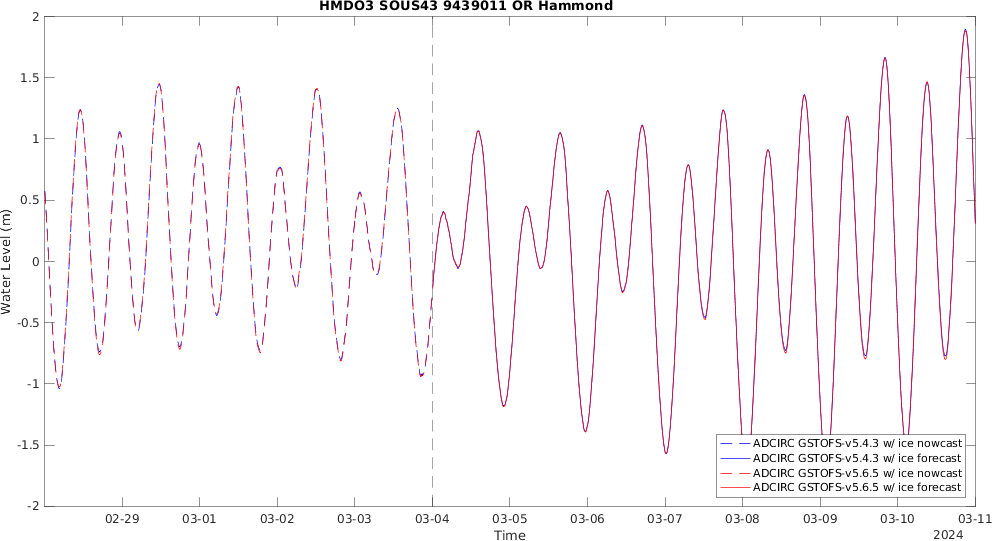 HMDO3 SOUS43 9439011 OR Hammond
2
1.5
1
0.5
0
-0.5
-1
-1.5
-2
Water Level (m)
ADCIRC GSTOFS-v5.4.3 w/ ice nowcast
ADCIRC GSTOFS-v5.4.3 w/ ice forecast
ADCIRC GSTOFS-v5.6.5 w/ ice nowcast
ADCIRC GSTOFS-v5.6.5 w/ ice forecast
02-29 03-01 03-02 03-03 03-04 03-05 03-06 03-07 03-08 03-09 03-10 03-11
Time
2024